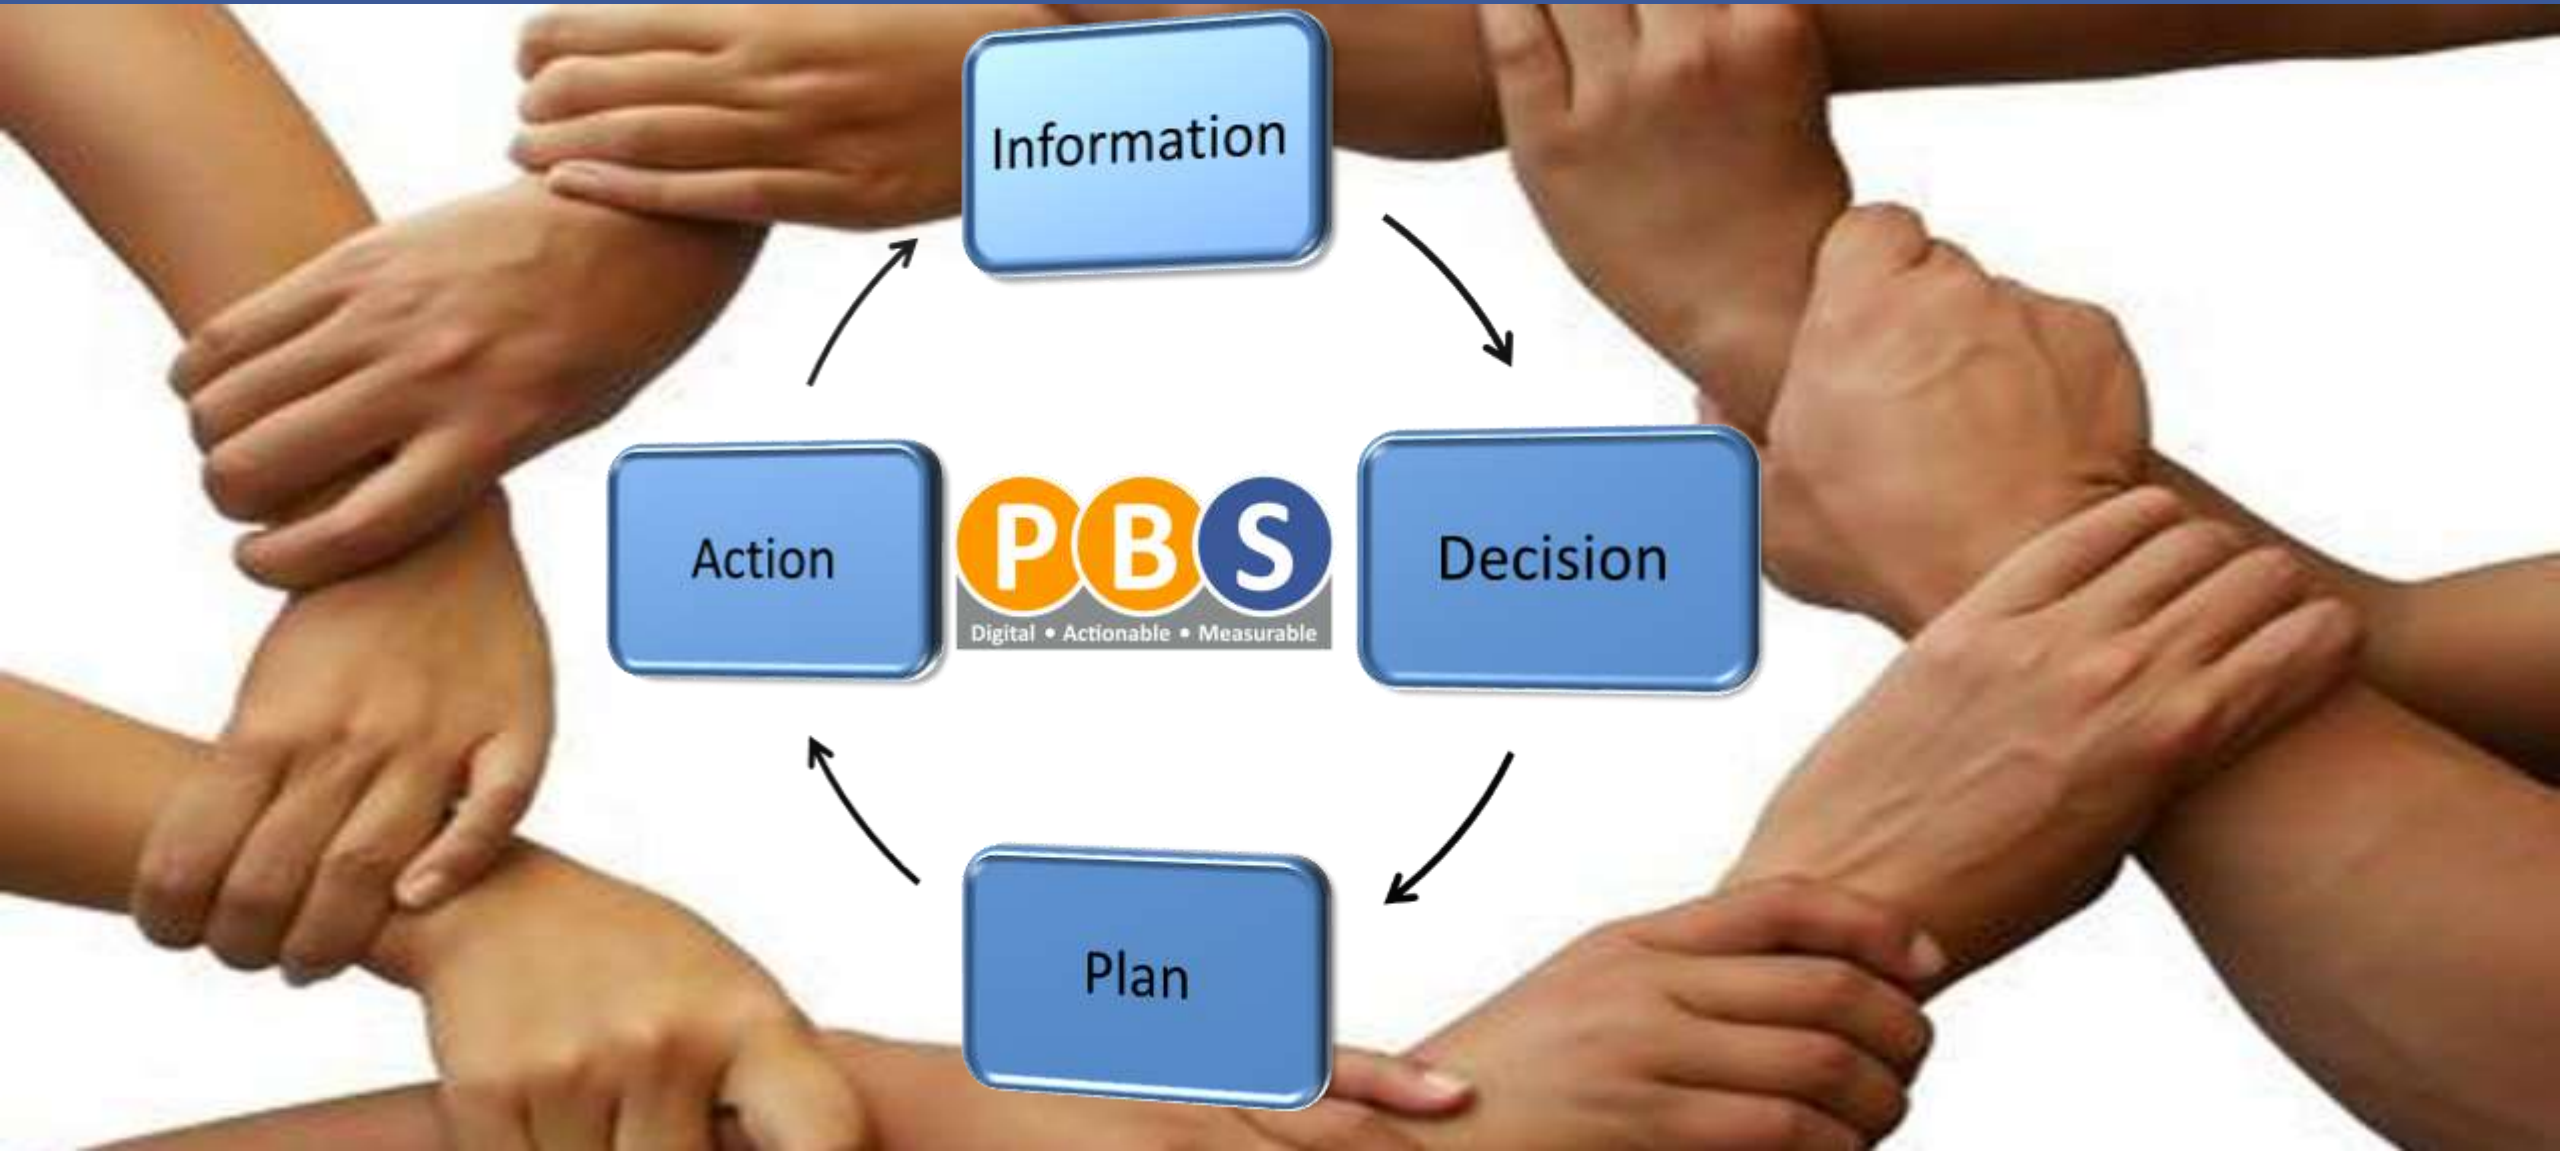 Information
Action
PBS
Digital • Actionable • Measurable
Decision
Plan